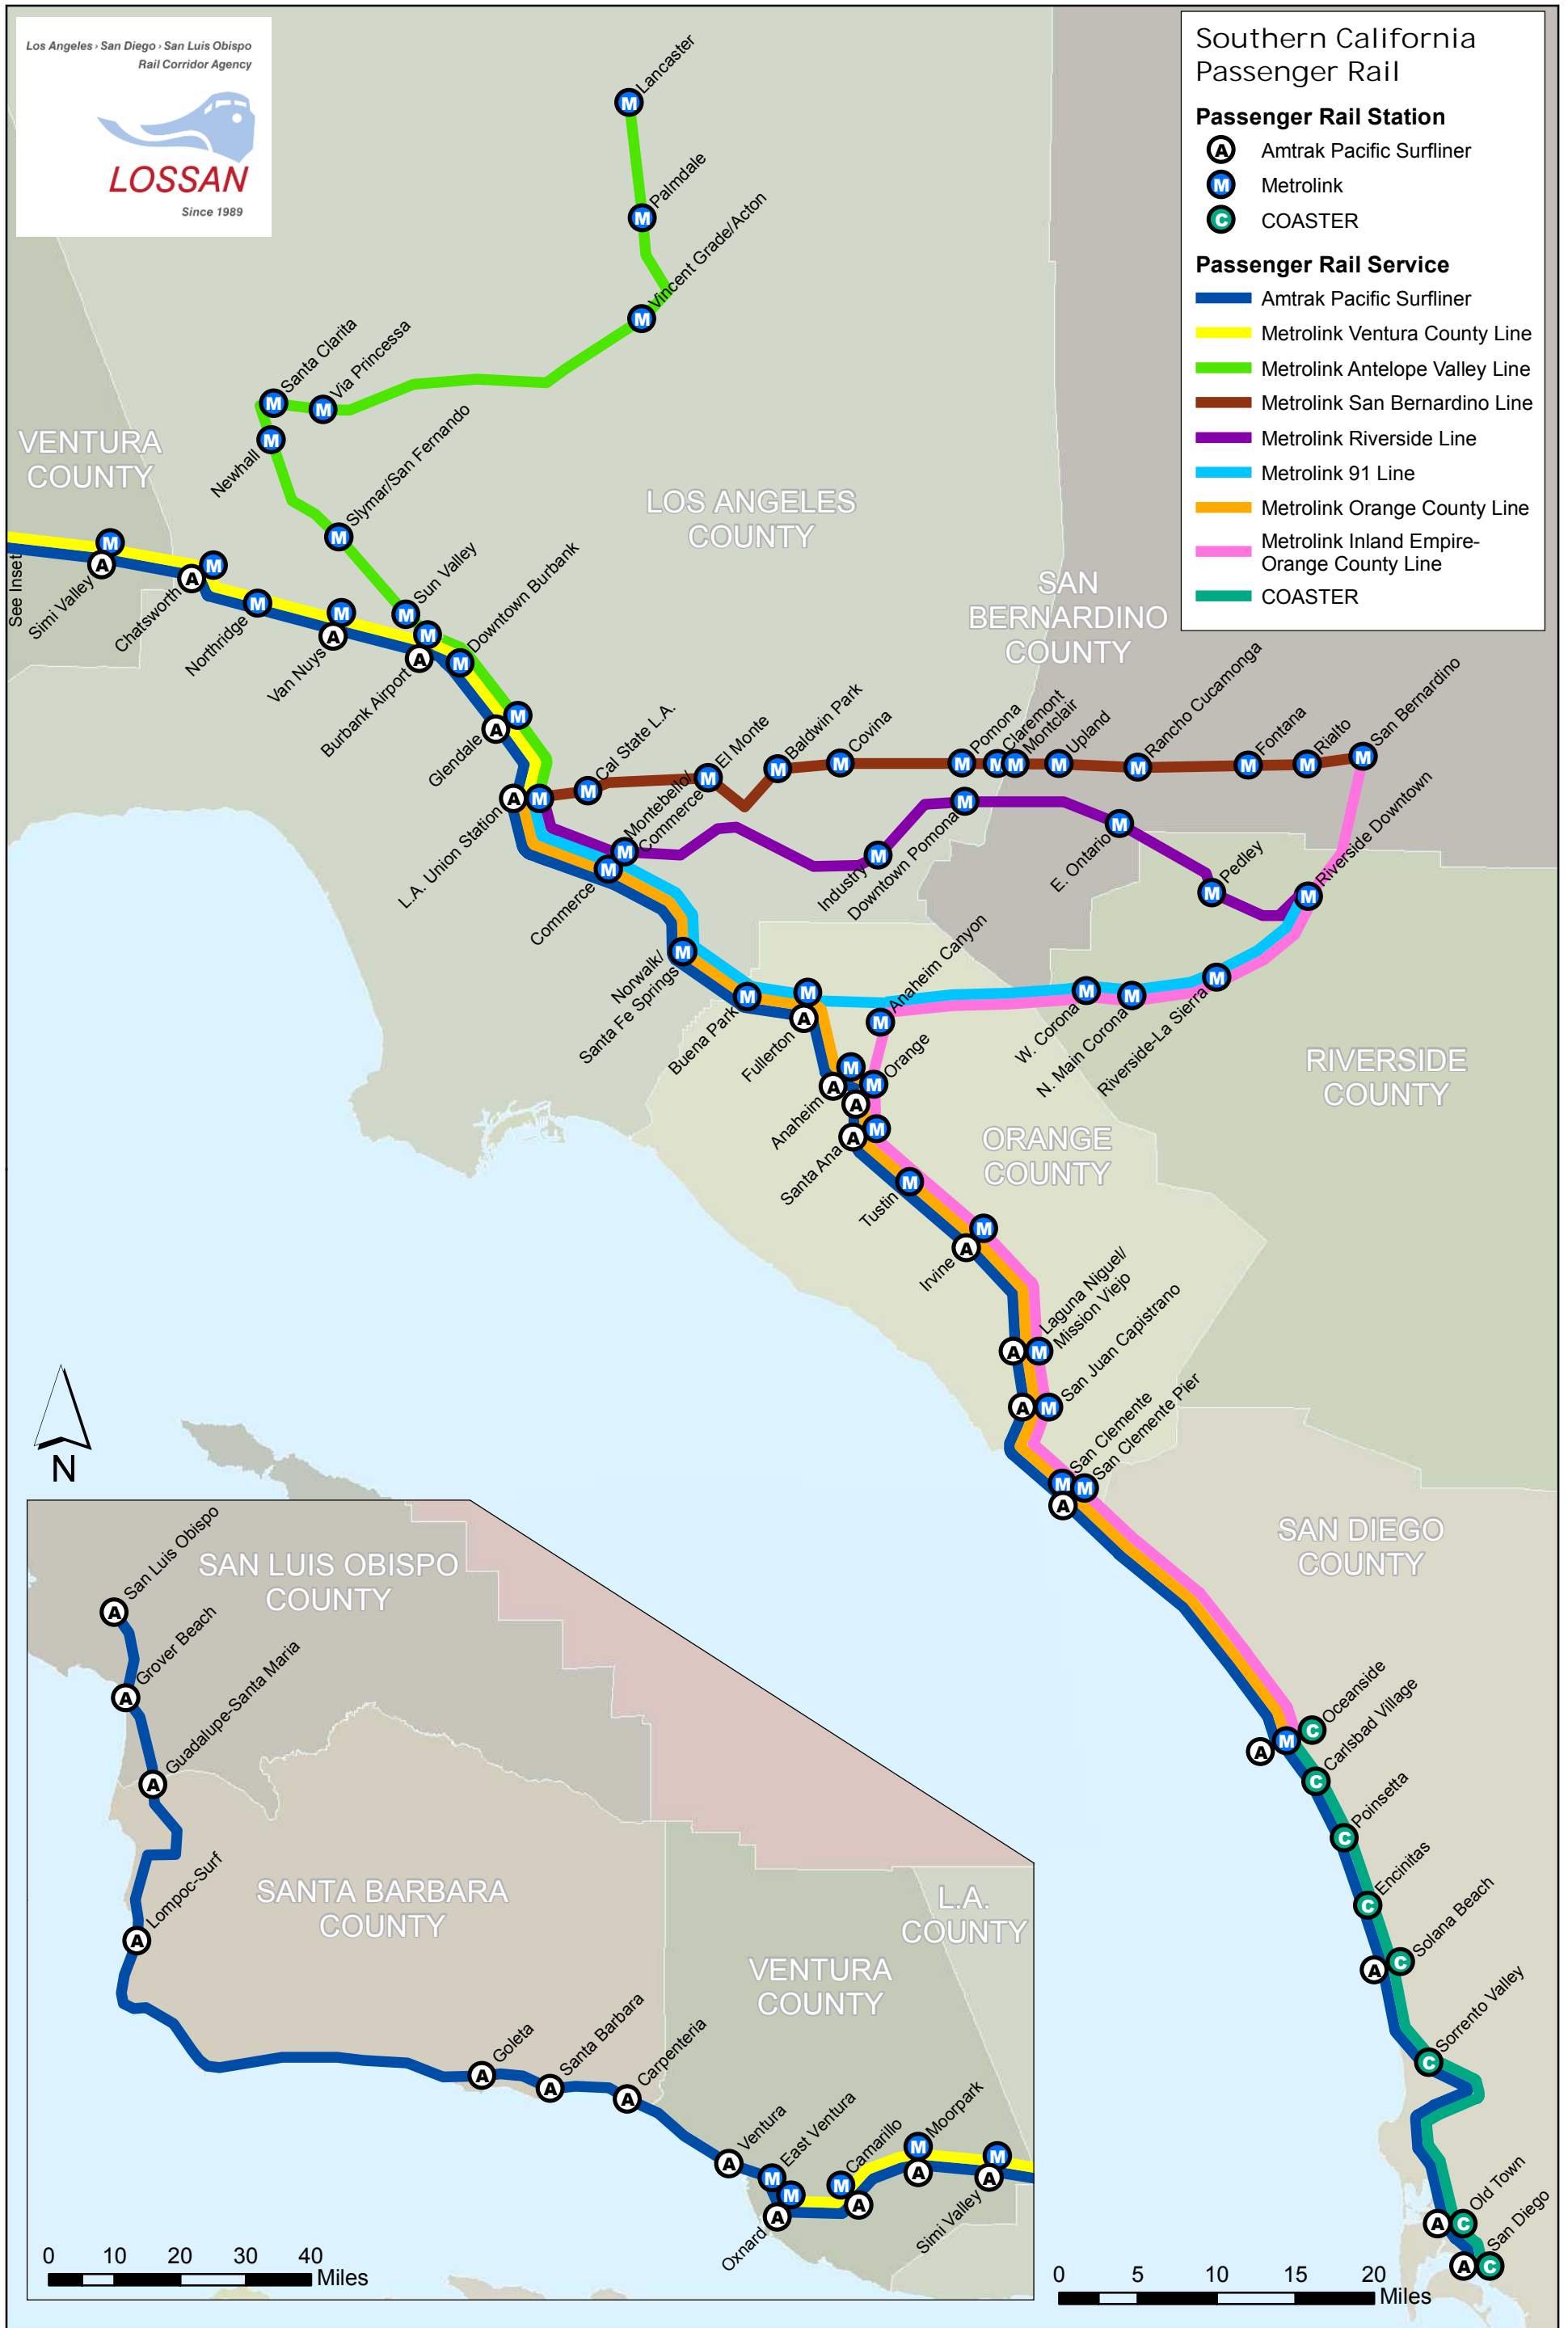 Los Angeles › San Diego › San Luis Obispo
Rail Corridor Agency
LOSSAN
Since 1989
Southern California
Passenger Rail
Passenger Rail Station
A Amtrak Pacific Surfliner
M Metrolink
C COASTER
Passenger Rail Service
Amtrak Pacific Surfliner
Metrolink Ventura County Line
Metrolink Antelope Valley Line
Metrolink San Bernardino Line
Metrolink Riverside Line
Metrolink 91 Line
Metrolink Orange County Line
Metrolink Inland Empire-
Orange County Line
COASTER
Lancaster
Palmdale
Vincent Grade/Acton
Santa Clarita
Via Princessa
Newhall
Slymar/San Fernando
Sun Valley
Downtown Burbank
VENTURA
COUNTY
LOS ANGELES
COUNTY
SAN
BERNARDINO
COUNTY
See Inset
Simi Valley
Chatsworth
Northridge
Van Nuys
Burbank Airport
Glendale
L.A. Union Station
Cal State L.A.
El Monte
Baldwin Park
Covina
Pomona
Claremont
Montclair
Upland
Rancho Cucamonga
Fontana
Rialto
San Bernardino
Montebello/
Commerce
Commerce
Industry
Downtown Pomona
E. Ontario
Pedley
Riverside Downtown
Norwalk/
Santa Fe Springs
Buena Park
Fullerton
Anaheim Canyon
W. Corona
N. Main Corona
Riverside-La Sierra
Anaheim
Orange
Santa Ana
Tustin
Irvine
RIVERSIDE
COUNTY
ORANGE
COUNTY
Laguna Niguel/
Mission Viejo
San Juan Capistrano
San Clemente
San Clemente Pier
N
SAN DIEGO
COUNTY
Oceanside
Carlsbad Village
Poinsetta
Encinitas
Solana Beach
Sorrento Valley
Old Town
San Diego
San Luis Obispo
SAN LUIS OBISPO
COUNTY
Grover Beach
Guadalupe-Santa Maria
Lompoc-Surf
SANTA BARBARA
COUNTY
L.A.
COUNTY
VENTURA
COUNTY
Goleta
Santa Barbara
Carpenteria
Ventura
East Ventura
Oxnard
Camarillo
Moorpark
Simi Valley
0 10 20 30 40
Miles
0 5 10 15 20
Miles